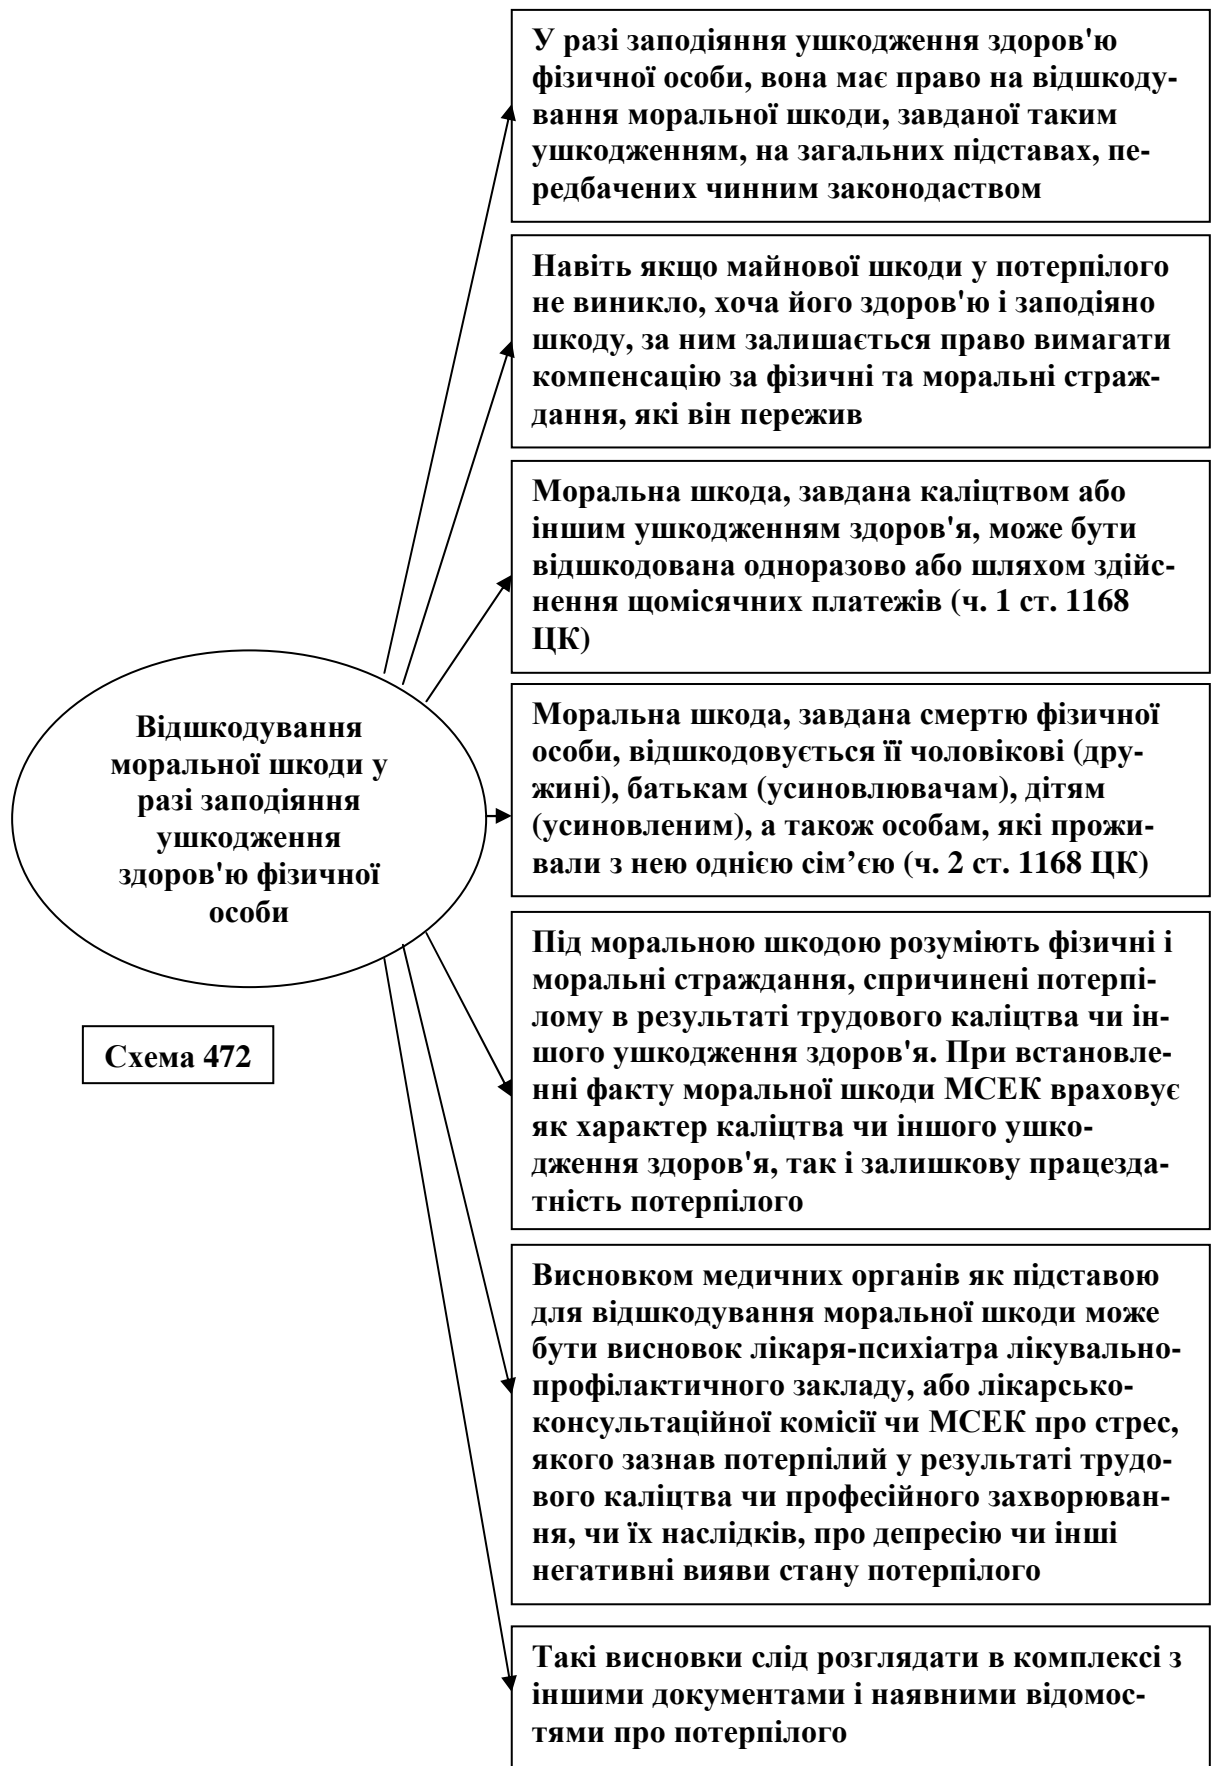 У разі заподіяння ушкодження здоров'ю
фізичної особи, вона має право на відшкоду-
вання моральної шкоди, завданої таким
ушкодженням, на загальних підставах, пе-
редбачених чинним законодаством
Навіть якщо майнової шкоди у потерпілого
не виникло, хоча його здоров'ю і заподіяно
шкоду, за ним залишається право вимагати
компенсацію за фізичні та моральні страж-
дання, які він пережив
Моральна шкода, завдана каліцтвом або
іншим ушкодженням здоров'я, може бути
відшкодована одноразово або шляхом здійс-
нення щомісячних платежів (ч. 1 ст. 1168
ЦК)
Відшкодування
моральної шкоди у
разі заподіяння
ушкодження
здоров'ю фізичної
особи
Моральна шкода, завдана смертю фізичної
особи, відшкодовується її чоловікові (дру-
жині), батькам (усиновлювачам), дітям
(усиновленим), а також особам, які прожи-
вали з нею однією сім’єю (ч. 2 ст. 1168 ЦК)
Під моральною шкодою розуміють фізичні і
моральні страждання, спричинені потерпі-
лому в результаті трудового каліцтва чи ін-
шого ушкодження здоров'я. При встановле-
нні факту моральної шкоди МСЕК враховує
як характер каліцтва чи іншого ушко-
дження здоров'я, так і залишкову працезда-
тність потерпілого
Схема 472
Висновком медичних органів як підставою
для відшкодування моральної шкоди може
бути висновок лікаря-психіатра лікувально-
профілактичного закладу, або лікарсько-
консультаційної комісії чи МСЕК про стрес,
якого зазнав потерпілий у результаті трудо-
вого каліцтва чи професійного захворюван-
ня, чи їх наслідків, про депресію чи інші
негативні вияви стану потерпілого
Такі висновки слід розглядати в комплексі з
іншими документами і наявними відомос-
тями про потерпілого